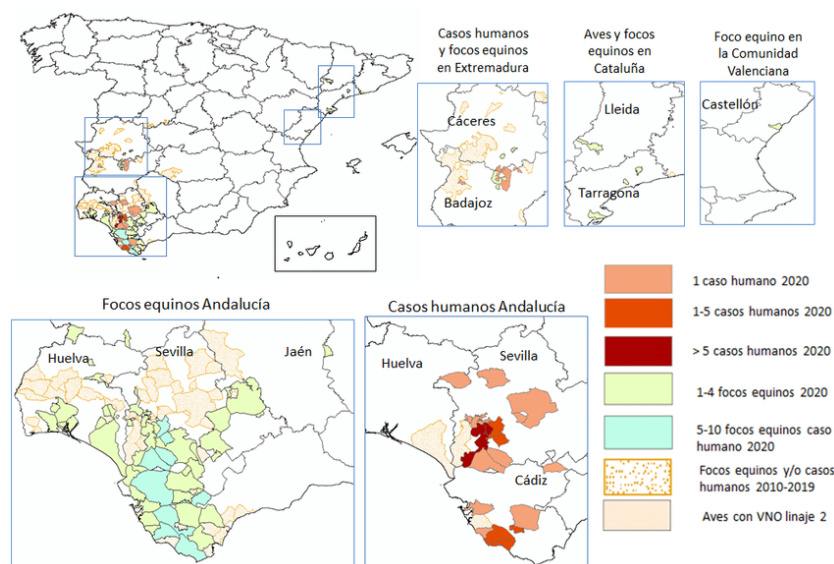 Casos humanos
y focos equinos
en Extremadura
Aves y focos
equinos en
Cataluña
Foco equino en
la Comunidad
Valenciana
Cáceres
Badajoz
Lleida
Tarragona
Castellón
Focos equinos Andalucía
Huelva
Sevilla
Jaén
Casos humanos Andalucía
Huelva
Sevilla
Cádiz
1 caso humano 2020
1-5 casos humanos 2020
> 5 casos humanos 2020
1-4 focos equinos 2020
5-10 focos equinos caso
humano 2020
Focos equinos y/o casos
humanos 2010-2019
Aves con VNO linaje 2